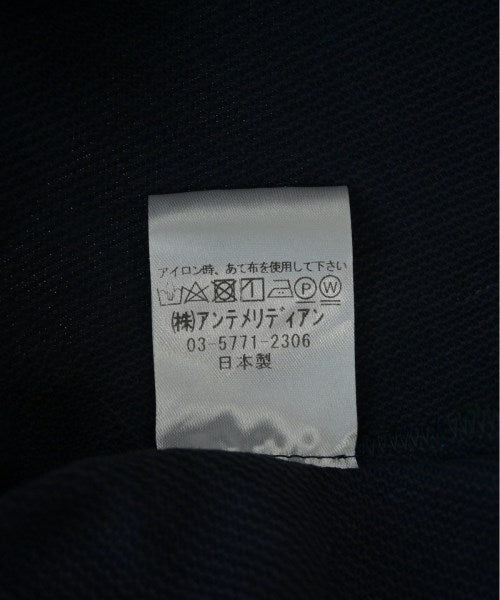 アイロン時、あて布を使用して下さい
P W
(株)アンテメリディアン
03-5771-2306
日本製